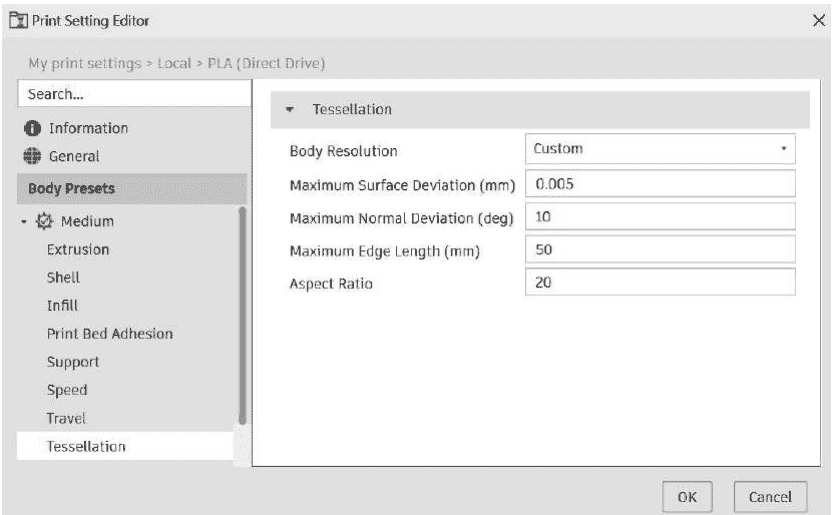 Print Setting Editor
My print settings > Local > PLA (Direct Drive)
Search...
Information
General
Body Presets
Medium
Extrusion
Shell
Infill
Print Bed Adhesion
Support
Speed
Travel
Tessellation
Tessellation
Body Resolution Custom
Maximum Surface Deviation (mm) 0.005
Maximum Normal Deviation (deg) 10
Maximum Edge Length (mm) 50
Aspect Ratio 20
OK Cancel